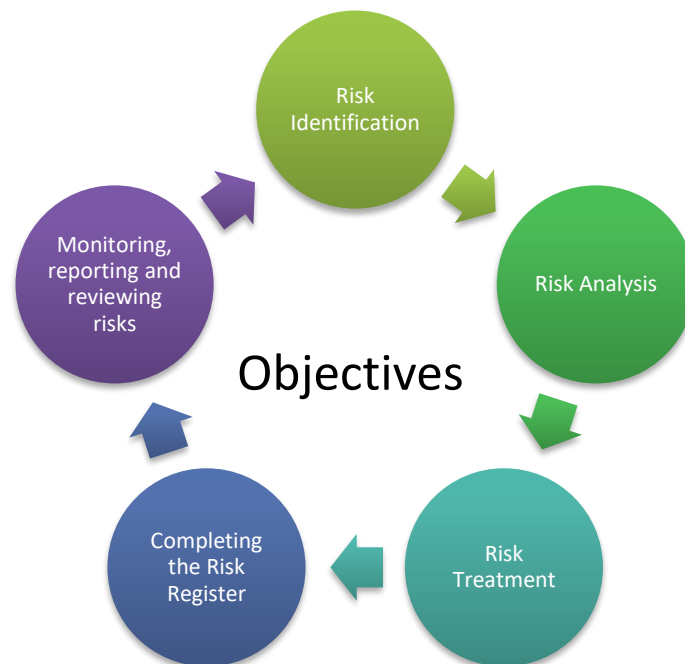 Risk
Identification
Risk Analysis
Risk
Treatment
Completing
the Risk
Register
Monitoring,
reporting and
reviewing
risks
Objectives